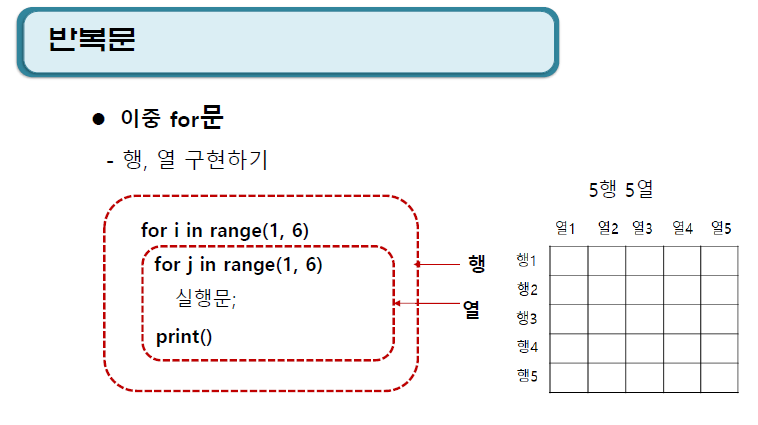 반복문
● 이중 for문
- 행, 열 구현하기
for i in range(1, 6)
for j in range(1, 6)
실행문;
print()
행
열
5행 5열
열1 열2 열3 열4 열5
행1
행2
행3
행4
행5